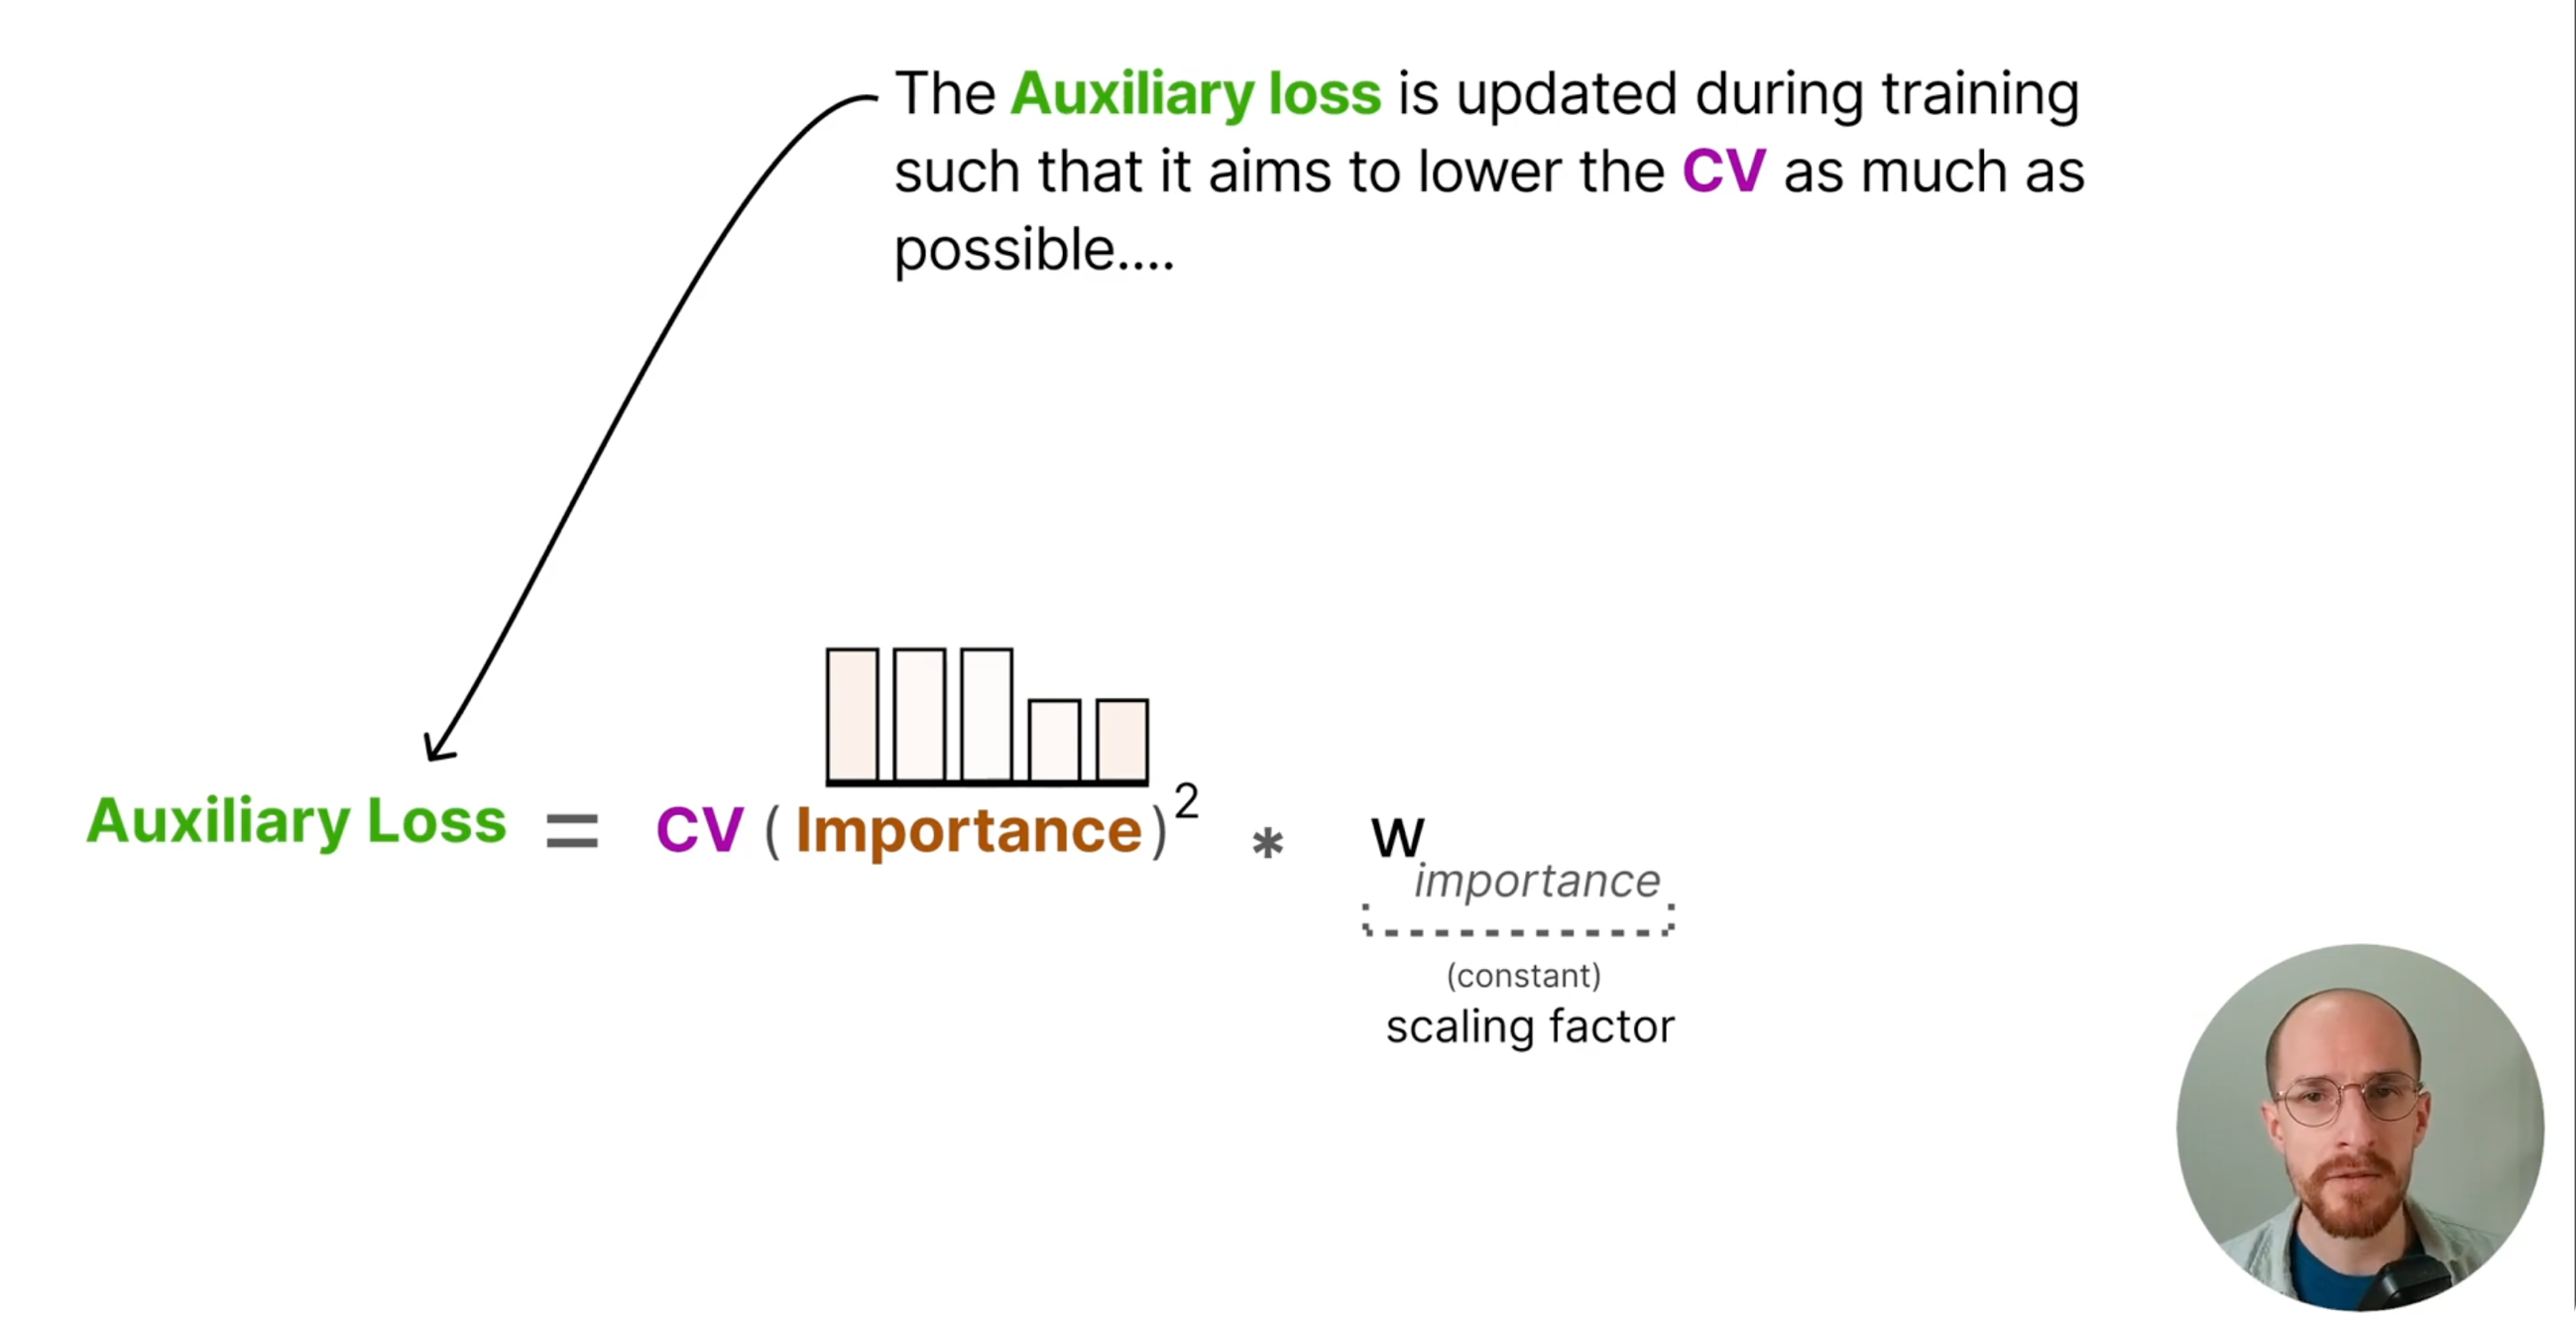 The Auxiliary loss is updated during training
such that it aims to lower the CV as much as
possible....
Auxiliary Loss = CV ( Importance )² * w importance
(constant)
scaling factor